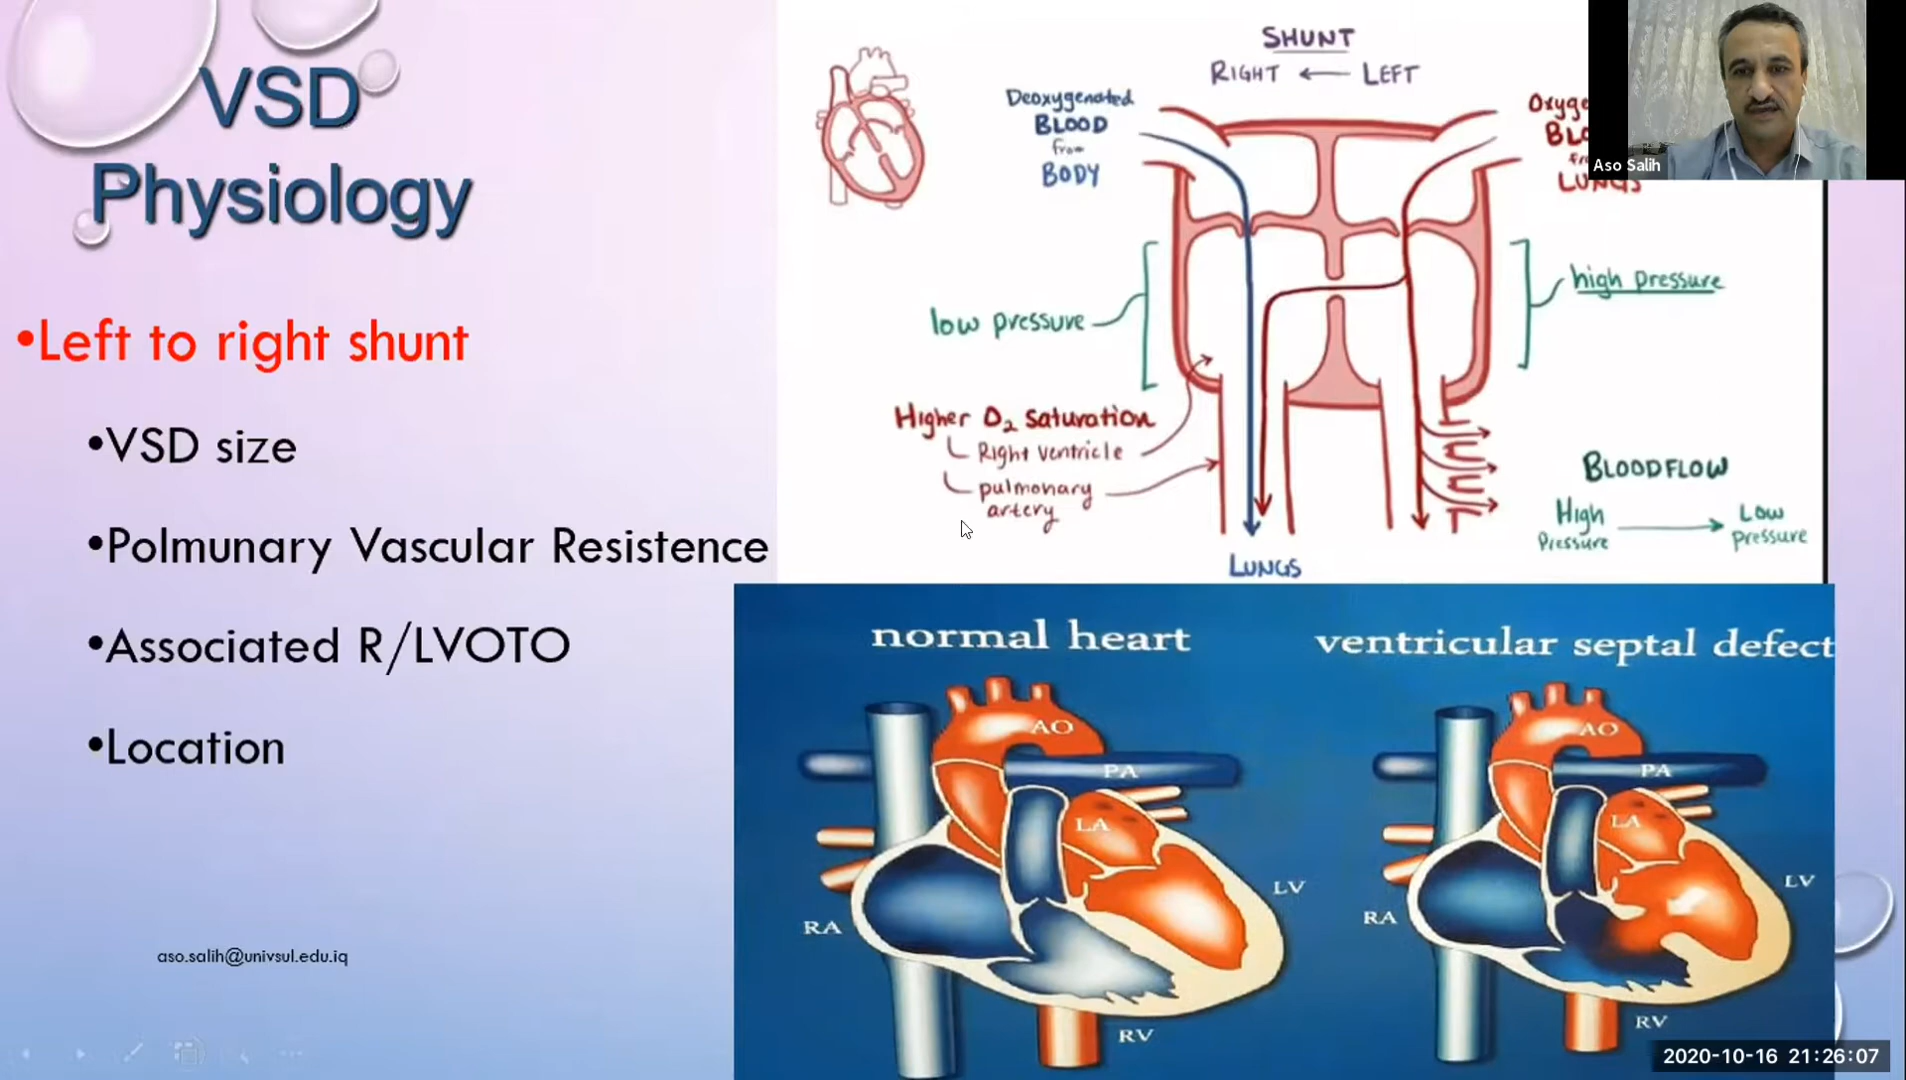 VSD
Physiology
•Left to right shunt
•VSD size
•Polmunary Vascular Resistence
•Associated R/LVOTO
•Location
aso.salih@univsul.edu.iq
SHUNT
RIGHT ← LEFT
Deoxygenated
BLOOD
from
BODY
LUNGS
Aso Salih
low pressure
high pressure
Higher O2 saturation
Right ventricle
pulmonary
artery
LUNGS
BLOODFLOW
High
Pressure
Low
pressure
normal heart
AO
PA
LA
LV
RA
RV
ventricular septal defect
AO
PA
LA
LV
RA
RV
2020-10-16 21:26:07